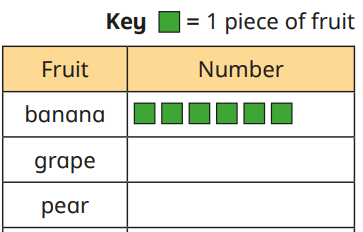 Key = 1 piece of fruit
Fruit Number
banana
grape
pear